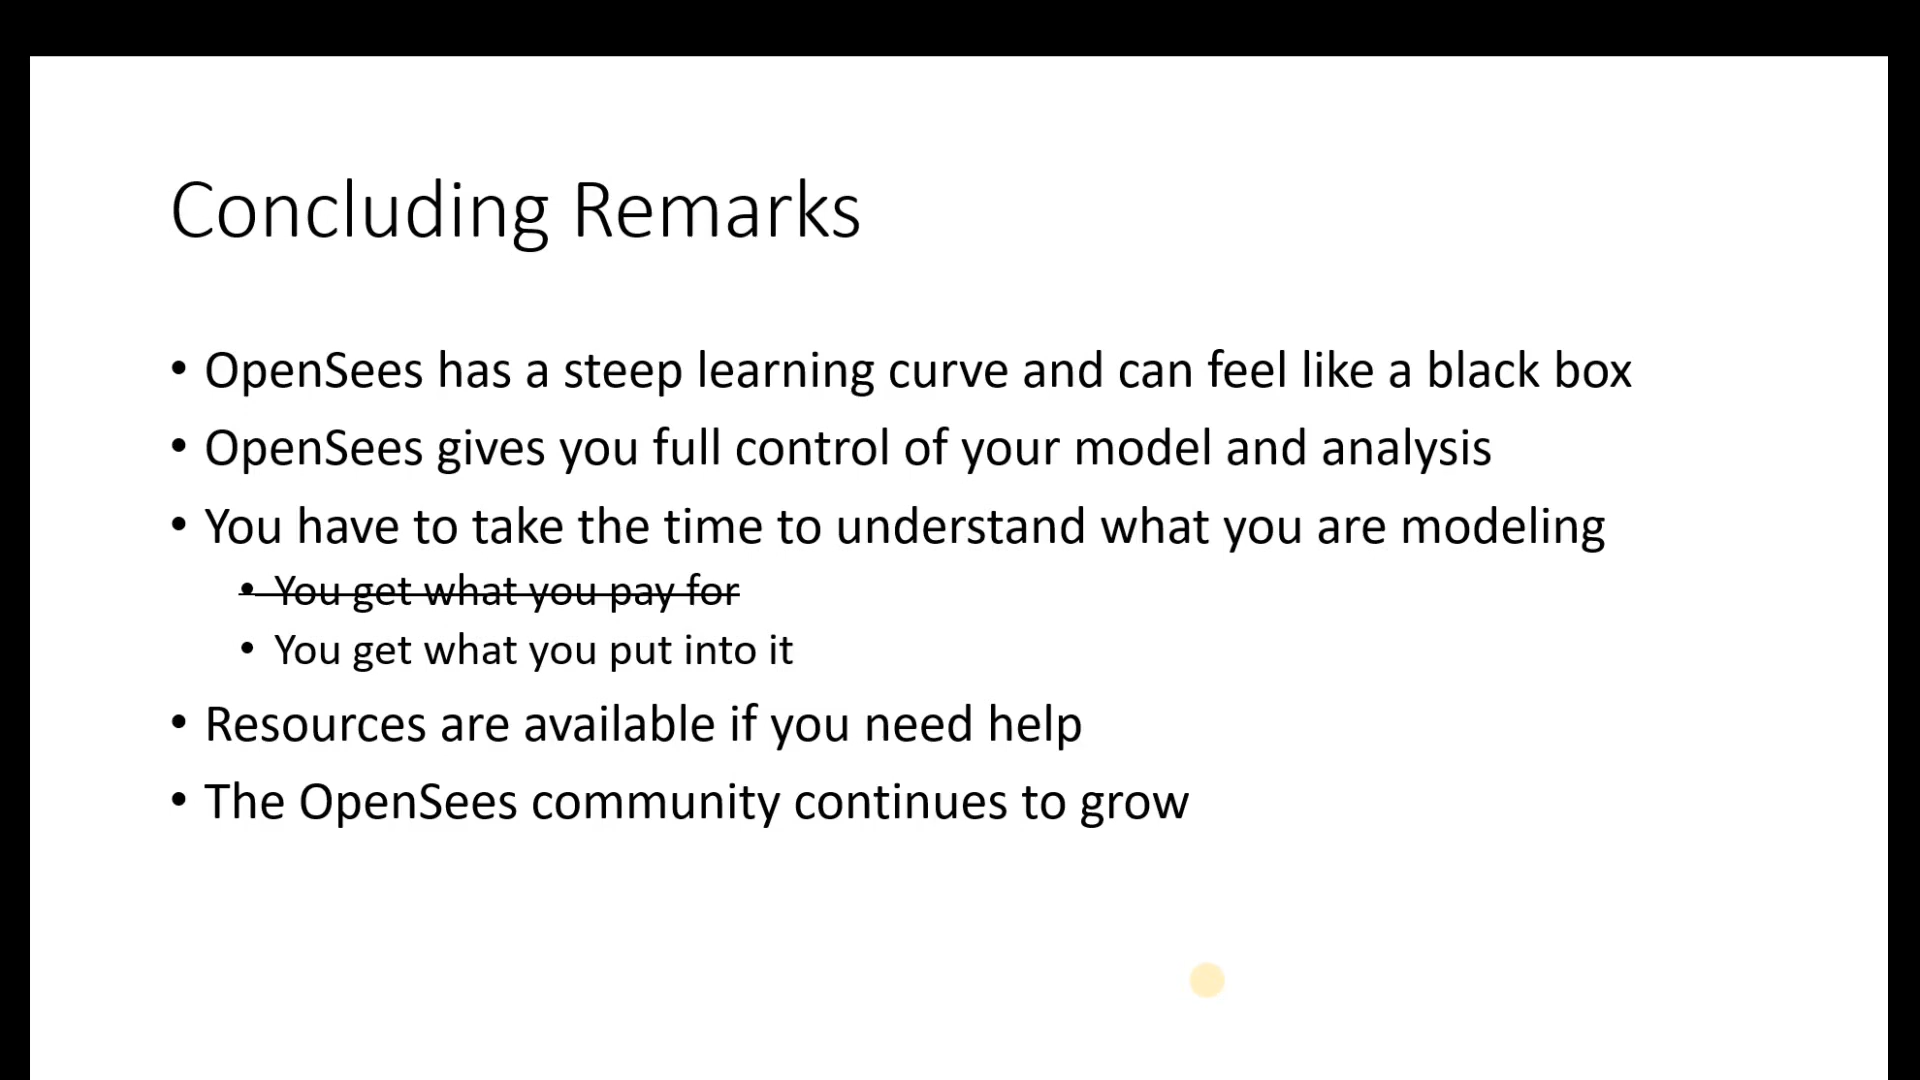 Concluding Remarks
• OpenSees has a steep learning curve and can feel like a black box
• OpenSees gives you full control of your model and analysis
• You have to take the time to understand what you are modeling
• You get what you pay for
• You get what you put into it
• Resources are available if you need help
• The OpenSees community continues to grow